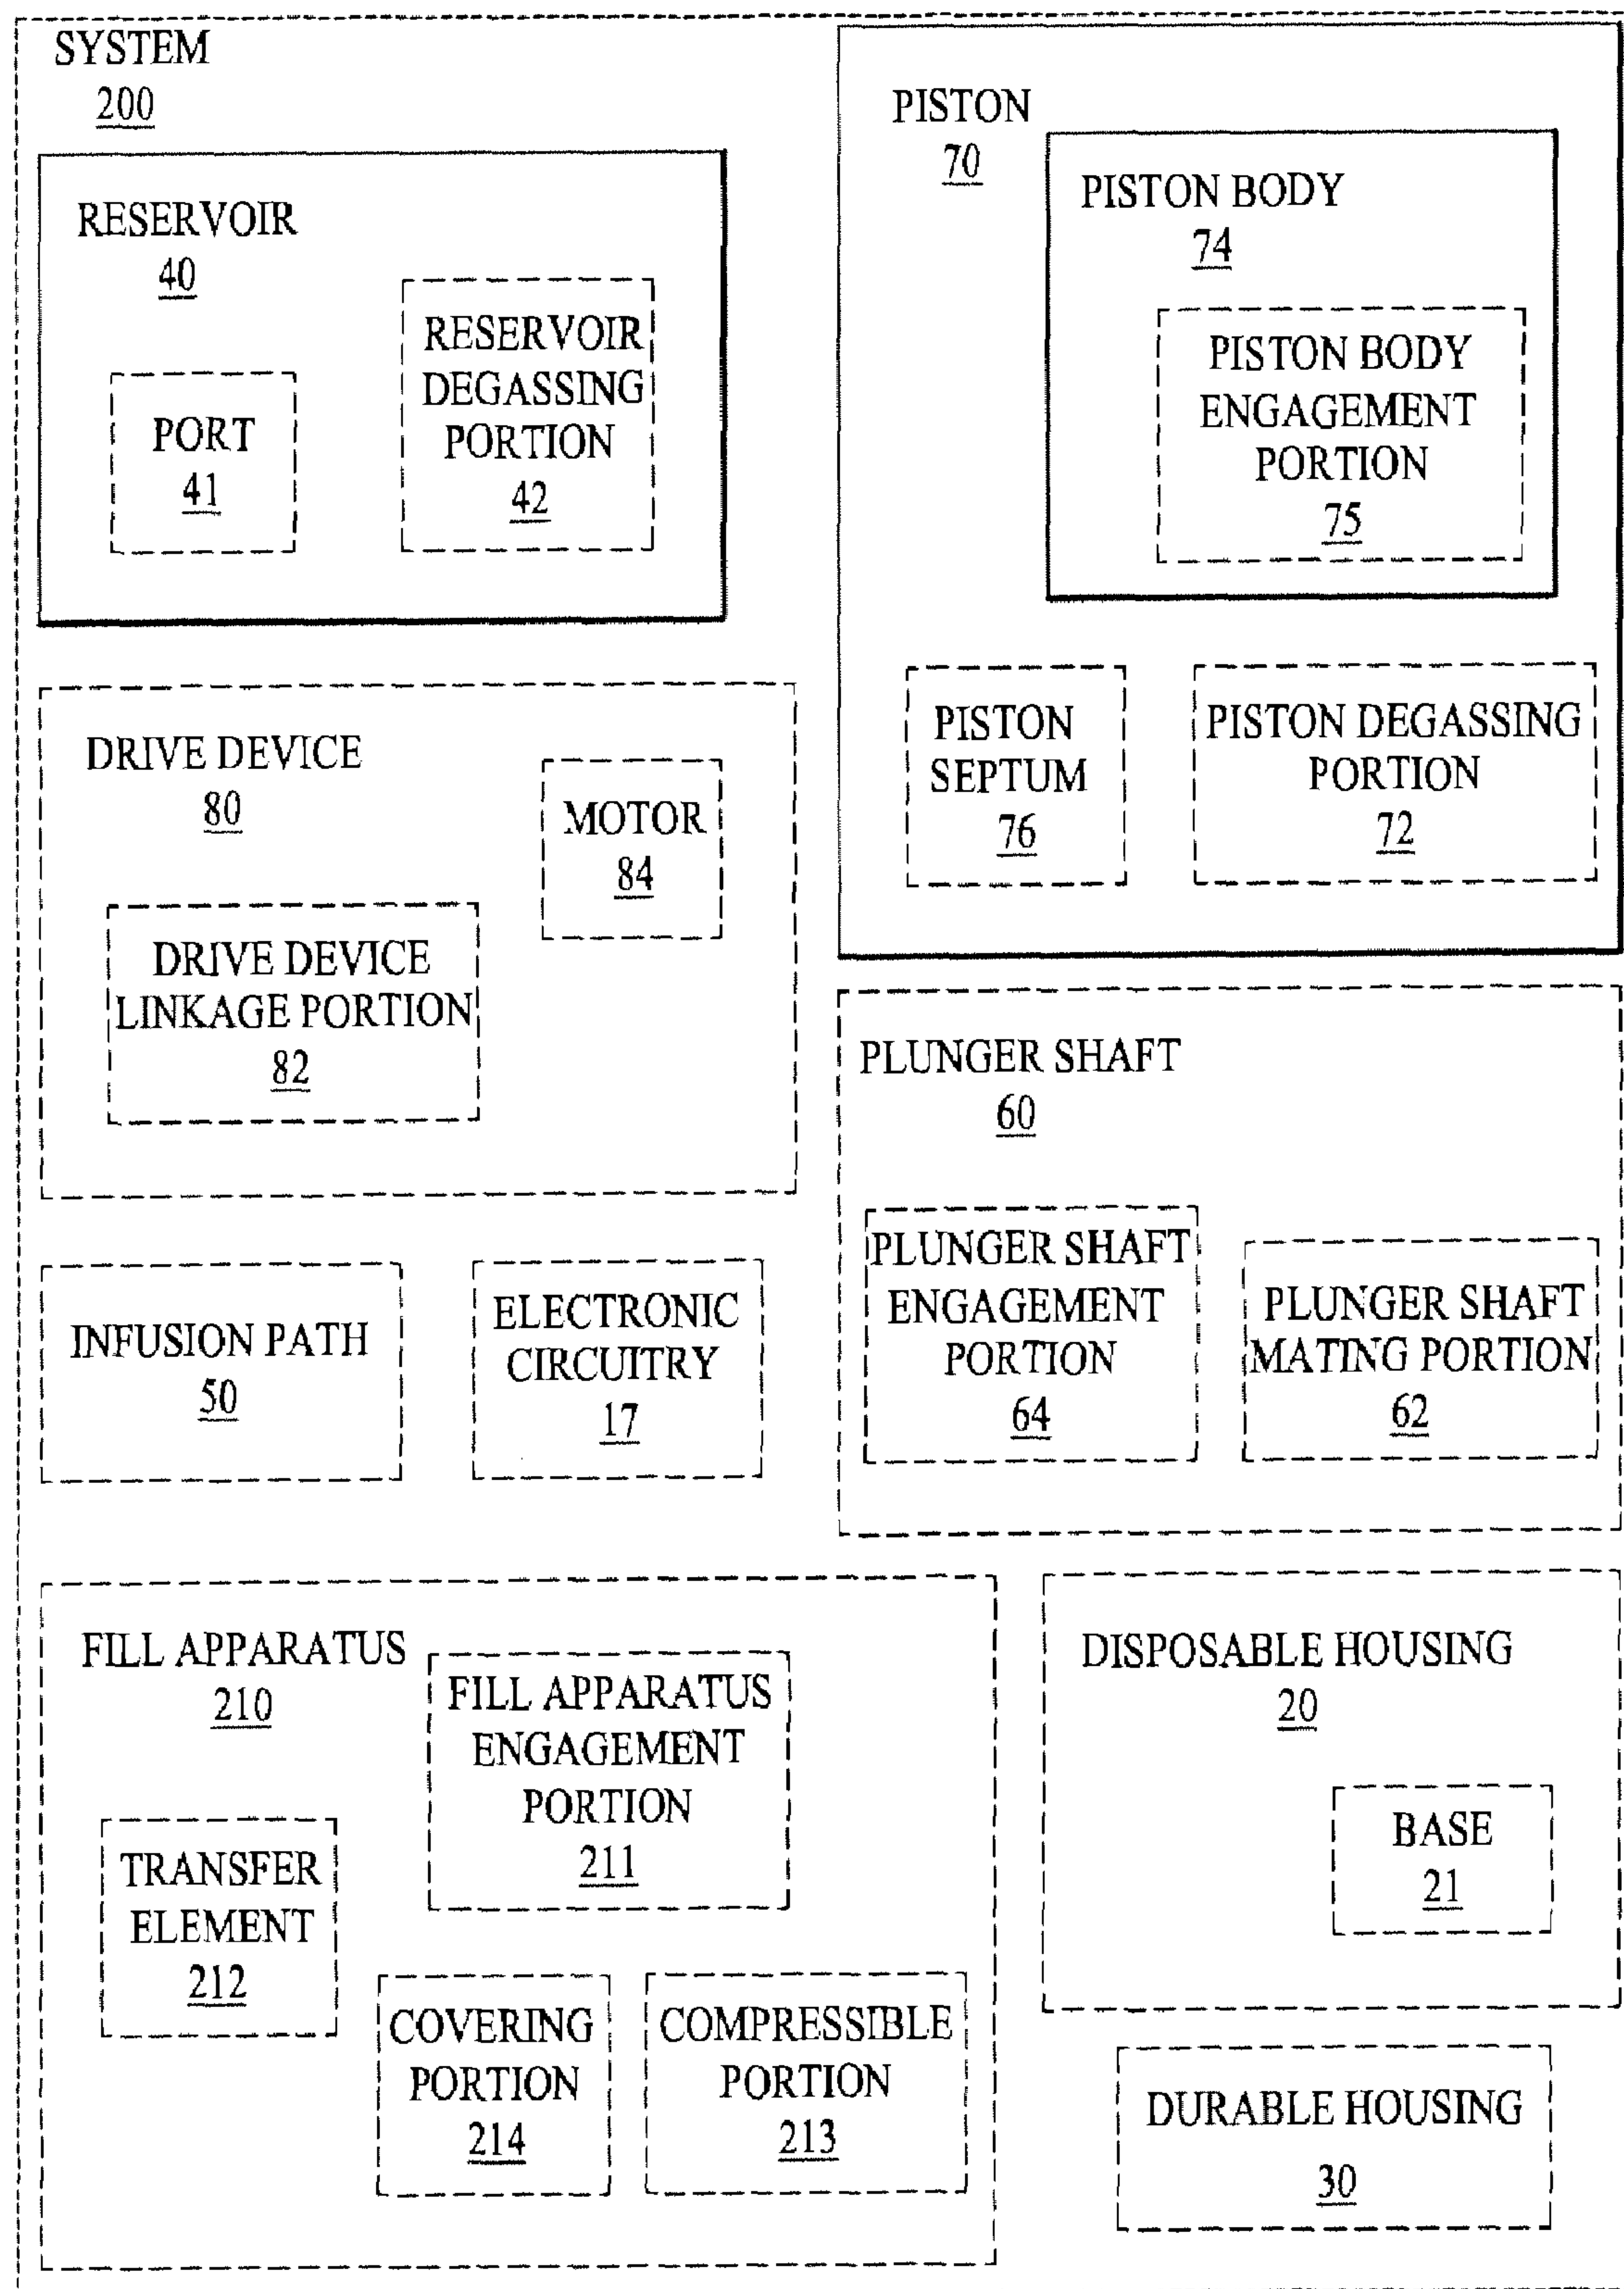 SYSTEM
200
RESERVOIR
40
PORT
41
RESERVOIR
DEGASSING
PORTION
42
PISTON
70
PISTON BODY
74
PISTON BODY
ENGAGEMENT
PORTION
75
PISTON
SEPTUM
76
PISTON DEGASSING
PORTION
72
DRIVE DEVICE
80
MOTOR
84
DRIVE DEVICE
LINKAGE PORTION
82
PLUNGER SHAFT
60
PLUNGER SHAFT
ENGAGEMENT
PORTION
64
PLUNGER SHAFT
MATING PORTION
62
INFUSION PATH
50
ELECTRONIC
CIRCUITRY
17
FILL APPARATUS
210
FILL APPARATUS
ENGAGEMENT
PORTION
211
TRANSFER
ELEMENT
212
COVERING
PORTION
214
COMPRESSIBLE
PORTION
213
DISPOSABLE HOUSING
20
BASE
21
DURABLE HOUSING
30